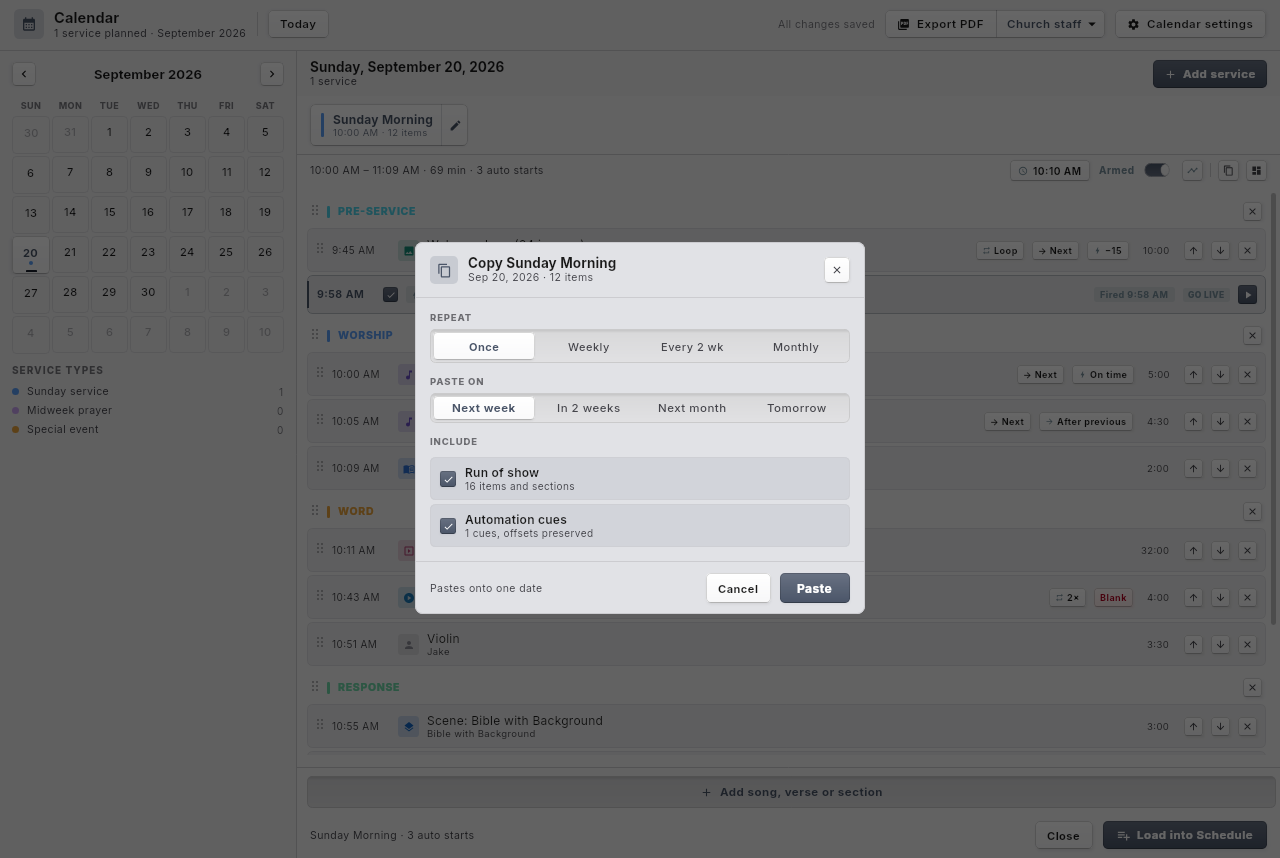 Calendar
1 service planned · September 2026
Today
All changes saved
Export PDF
Church staff
Calendar settings
September 2026
SUN MON TUE WED THU FRI SAT
30 31 1 2 3 4 5
6 7 8 9 10 11 12
13 14 15 16 17 18 19
20 21 22 23 24 25 26
27 28 29 30 1 2 3
4 5 6 7 8 9 10
SERVICE TYPES
Sunday service 1
Midweek prayer 0
Special event 0
Sunday, September 20, 2026
1 service
+ Add service
Sunday Morning
10:00 AM · 12 items
10:00 AM – 11:09 AM · 69 min · 3 auto starts
10:10 AM
Armed
PRE-SERVICE
9:45 AM
Loop
→ Next
−15
10:00
9:58 AM
Fired 9:58 AM
GO LIVE
WORSHIP
10:00 AM
→ Next
On time
5:00
10:05 AM
→ Next
After previous
4:30
10:09 AM
2:00
WORD
10:11 AM
32:00
10:43 AM
2×
Blank
4:00
10:51 AM
Violin
Jake
3:30
RESPONSE
10:55 AM
Scene: Bible with Background
Bible with Background
3:00
+ Add song, verse or section
Sunday Morning · 3 auto starts
Close
Load into Schedule
Copy Sunday Morning
Sep 20, 2026 · 12 items
REPEAT
Once Weekly Every 2 wk Monthly
PASTE ON
Next week In 2 weeks Next month Tomorrow
INCLUDE
Run of show
16 items and sections
Automation cues
1 cues, offsets preserved
Pastes onto one date
Cancel
Paste